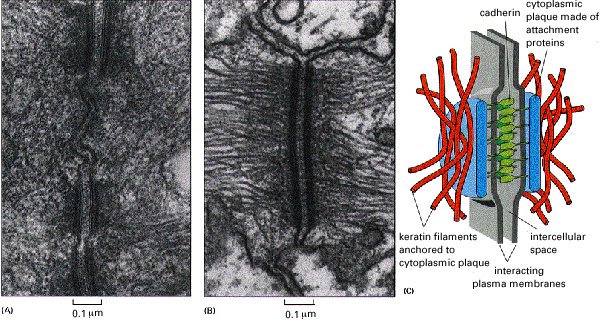 cadherin
cytoplasmic
plaque made of
attachment
proteins
keratin filaments
anchored to
cytoplasmic plaque
intercellular
space
interacting
plasma membranes
(A)
0.1 µm
(B)
0.1 µm
(C)